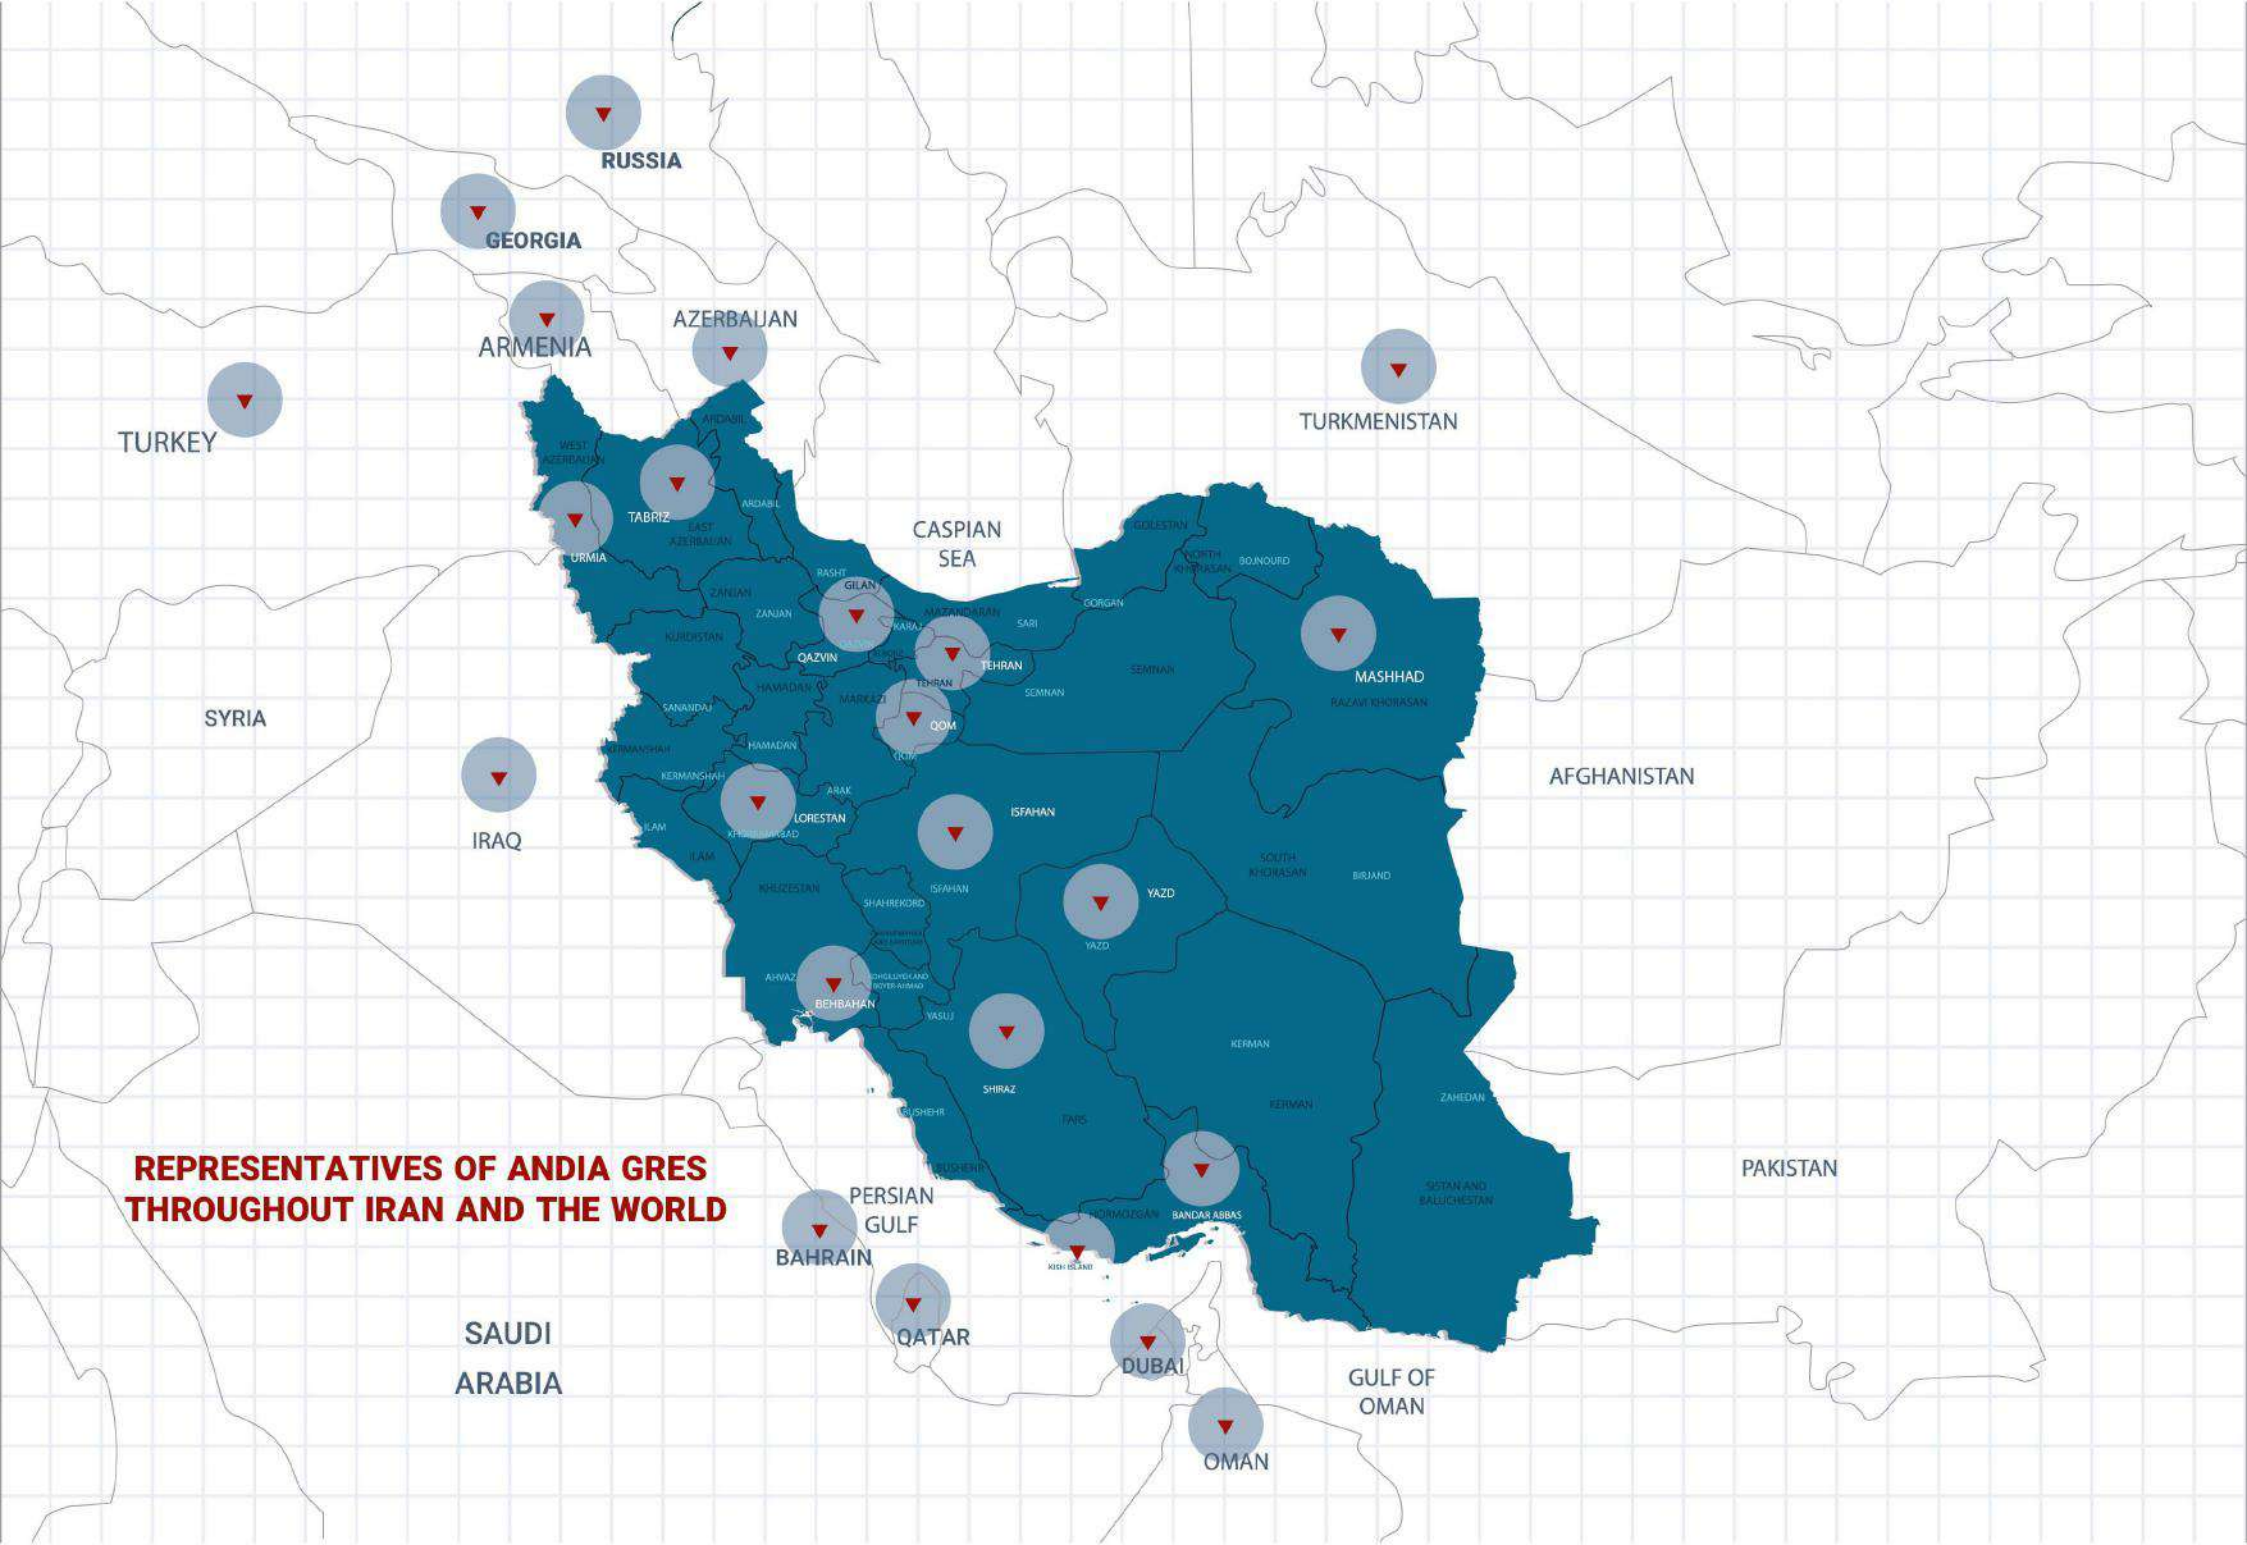 RUSSIA
GEORGIA
AZERBAIJAN
ARMENIA
TURKMENISTAN
TURKEY
ARDABIL
WEST
AZERBAIJAN
ARDABIL
TABRIZ
EAST
AZERBAIJAN
URMIA
CASPIAN
SEA
GOLESTAN
NORTH
KHORASAN
BOJNOURD
RASHT
GILAN
ZANJAN
ZANJAN
MAZANDARAN
GORGAN
KARAJ
SARI
KURDISTAN
QAZVIN
TEHRAN
TEHRAN
SEMNAN
SEMNAN
MASHHAD
RAZAVI KHORASAN
HAMADAN
MARKAZI
SANANDAJ
QOM
QOM
SYRIA
KERMANSHAH
HAMADAN
KERMANSHAH
AFGHANISTAN
ARAK
LORESTAN
KHORRAMABAD
ISFAHAN
IRAQ
ILAM
ILAM
KHUZESTAN
ISFAHAN
SHAHREKORD
SOUTH
KHORASAN
BIRJAND
YAZD
YAZD
AHVAZ
BOYER-AHMAD
BEHBAHAN
YASUJ
KERMAN
SHIRAZ
ZAHEDAN
BUSHEHR
FARS
KERMAN
BUSHEHR
REPRESENTATIVES OF ANDIA GRES
THROUGHOUT IRAN AND THE WORLD
PAKISTAN
SISTAN AND
BALUCHESTAN
PERSIAN
GULF
HORMOZGAN
BANDAR ABBAS
BAHRAIN
KISH ISLAND
SAUDI
ARABIA
QATAR
DUBAI
GULF OF
OMAN
OMAN